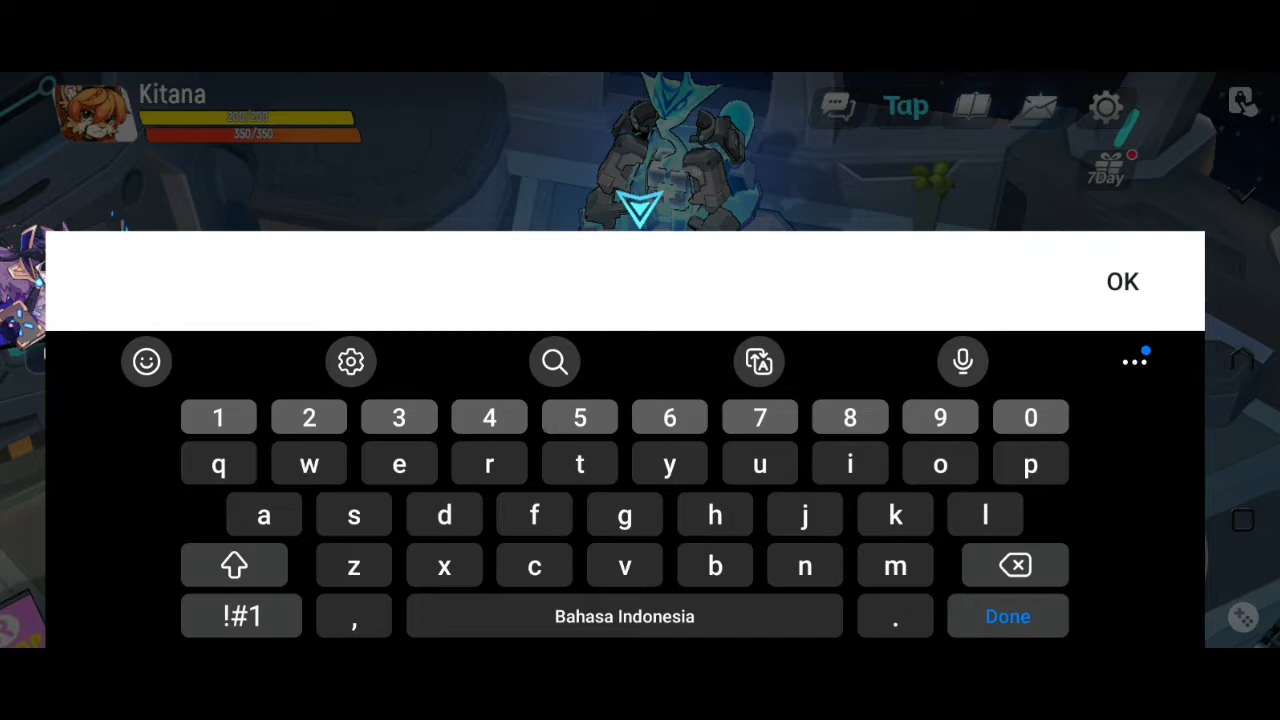 Kitana
200/200
350/350
Tap
7Day
OK
1 2 3 4 5 6 7 8 9 0
q w e r t y u i o p
a s d f g h j k l
z x c v b n m
!#1 , Bahasa Indonesia . Done